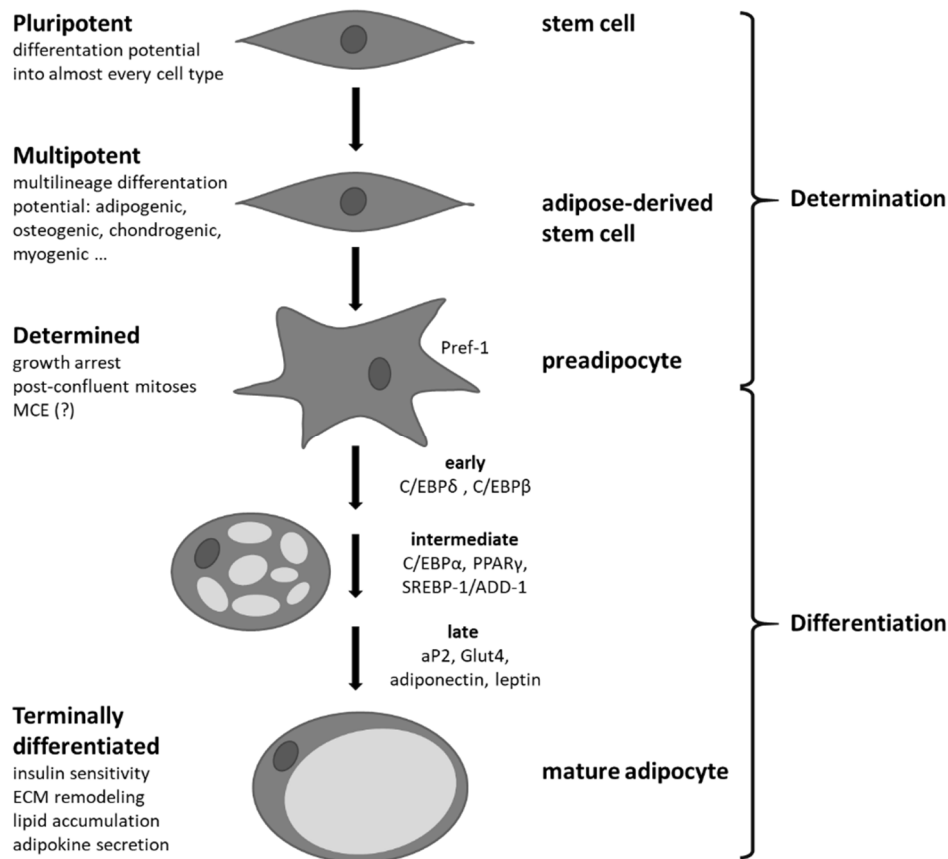 Pluripotent
differentation potential
into almost every cell type
stem cell
Multipotent
multilineage differentation
potential: adipogenic,
osteogenic, chondrogenic,
myogenic ...
adipose-derived
stem cell
Determination
Determined
growth arrest
post-confluent mitoses
MCE (?)
Pref-1
preadipocyte
early
C/EBPδ , C/EBPβ
intermediate
C/EBPα, PPARγ,
SREBP-1/ADD-1
late
aP2, Glut4,
adiponectin, leptin
Differentiation
Terminally
differentiated
insulin sensitivity
ECM remodeling
lipid accumulation
adipokine secretion
mature adipocyte